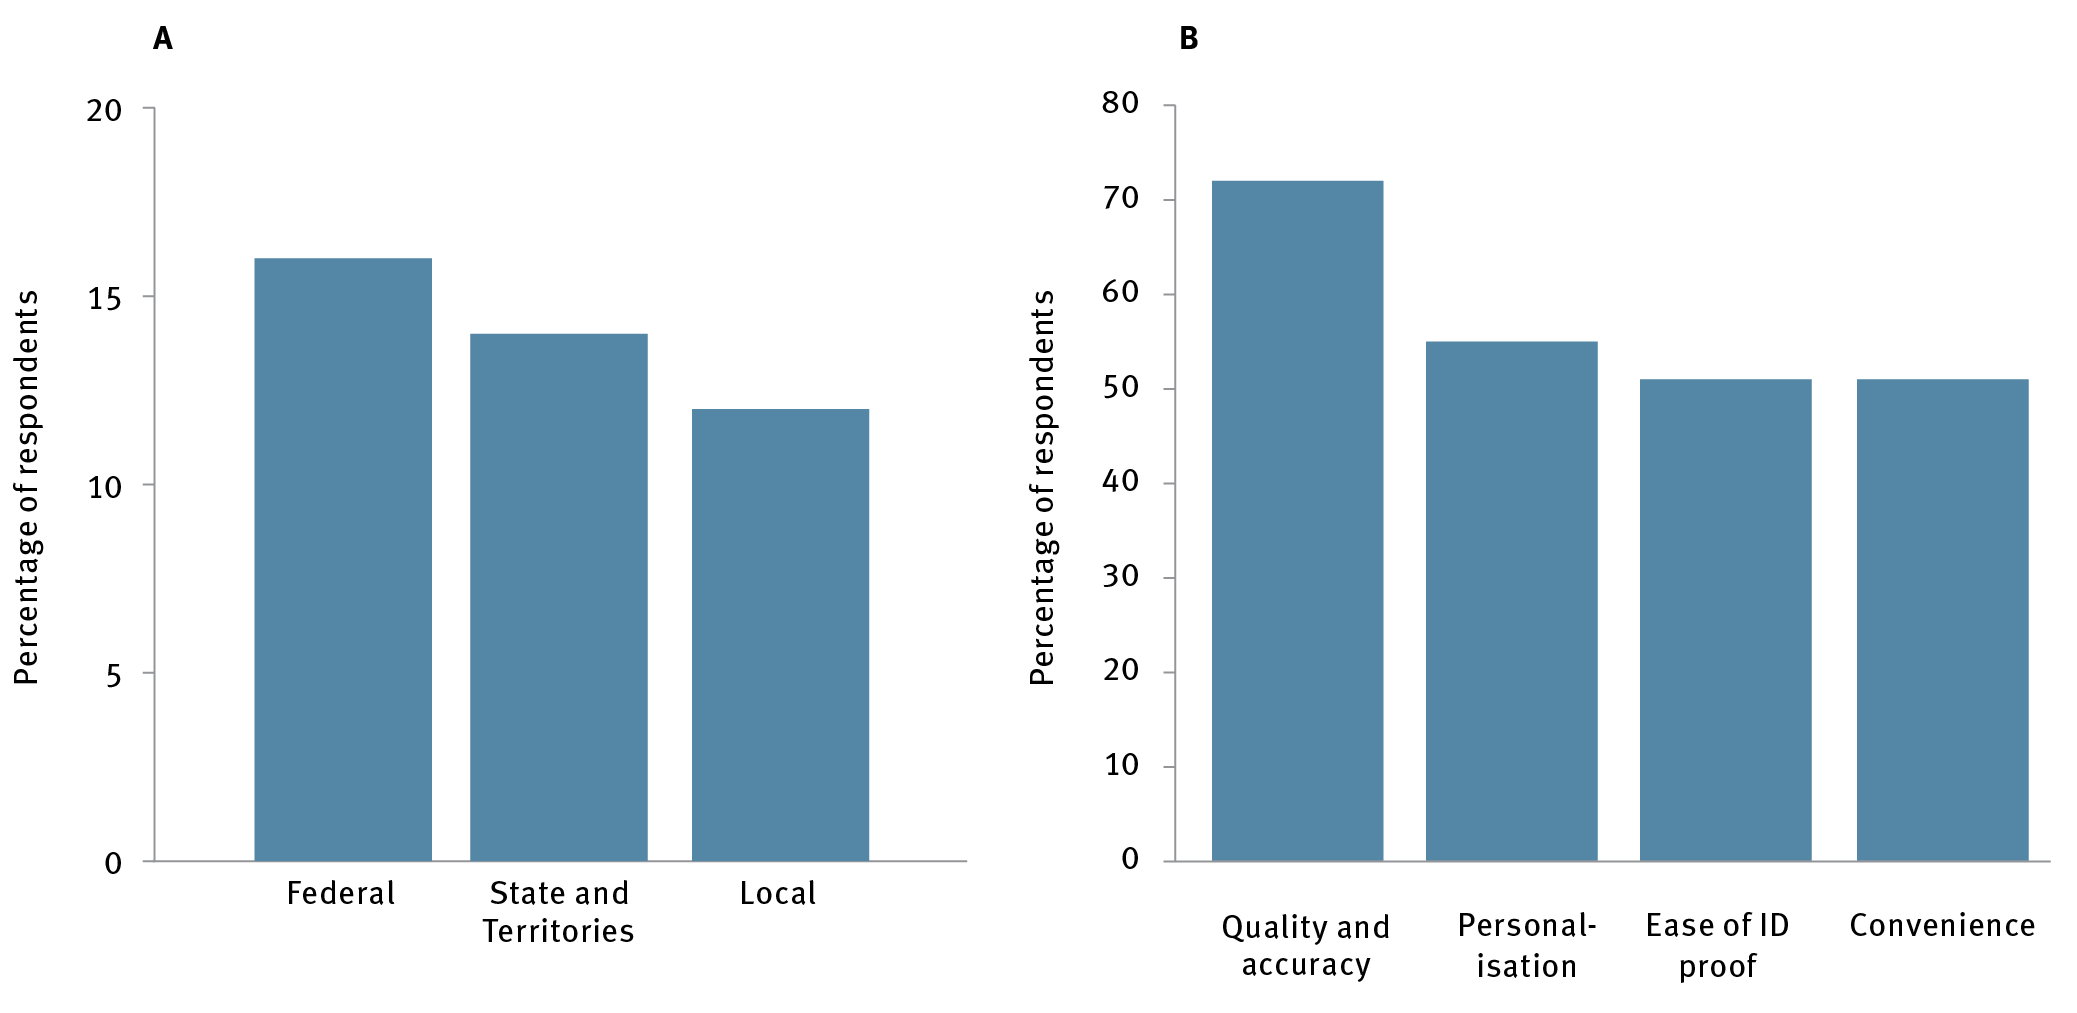 A
20
15
10
5
0
Percentage of respondents
Federal
State and
Territories
Local
B
80
70
60
50
40
30
20
10
0
Percentage of respondents
Quality and
accuracy
Personal-
isation
Ease of ID
proof
Convenience